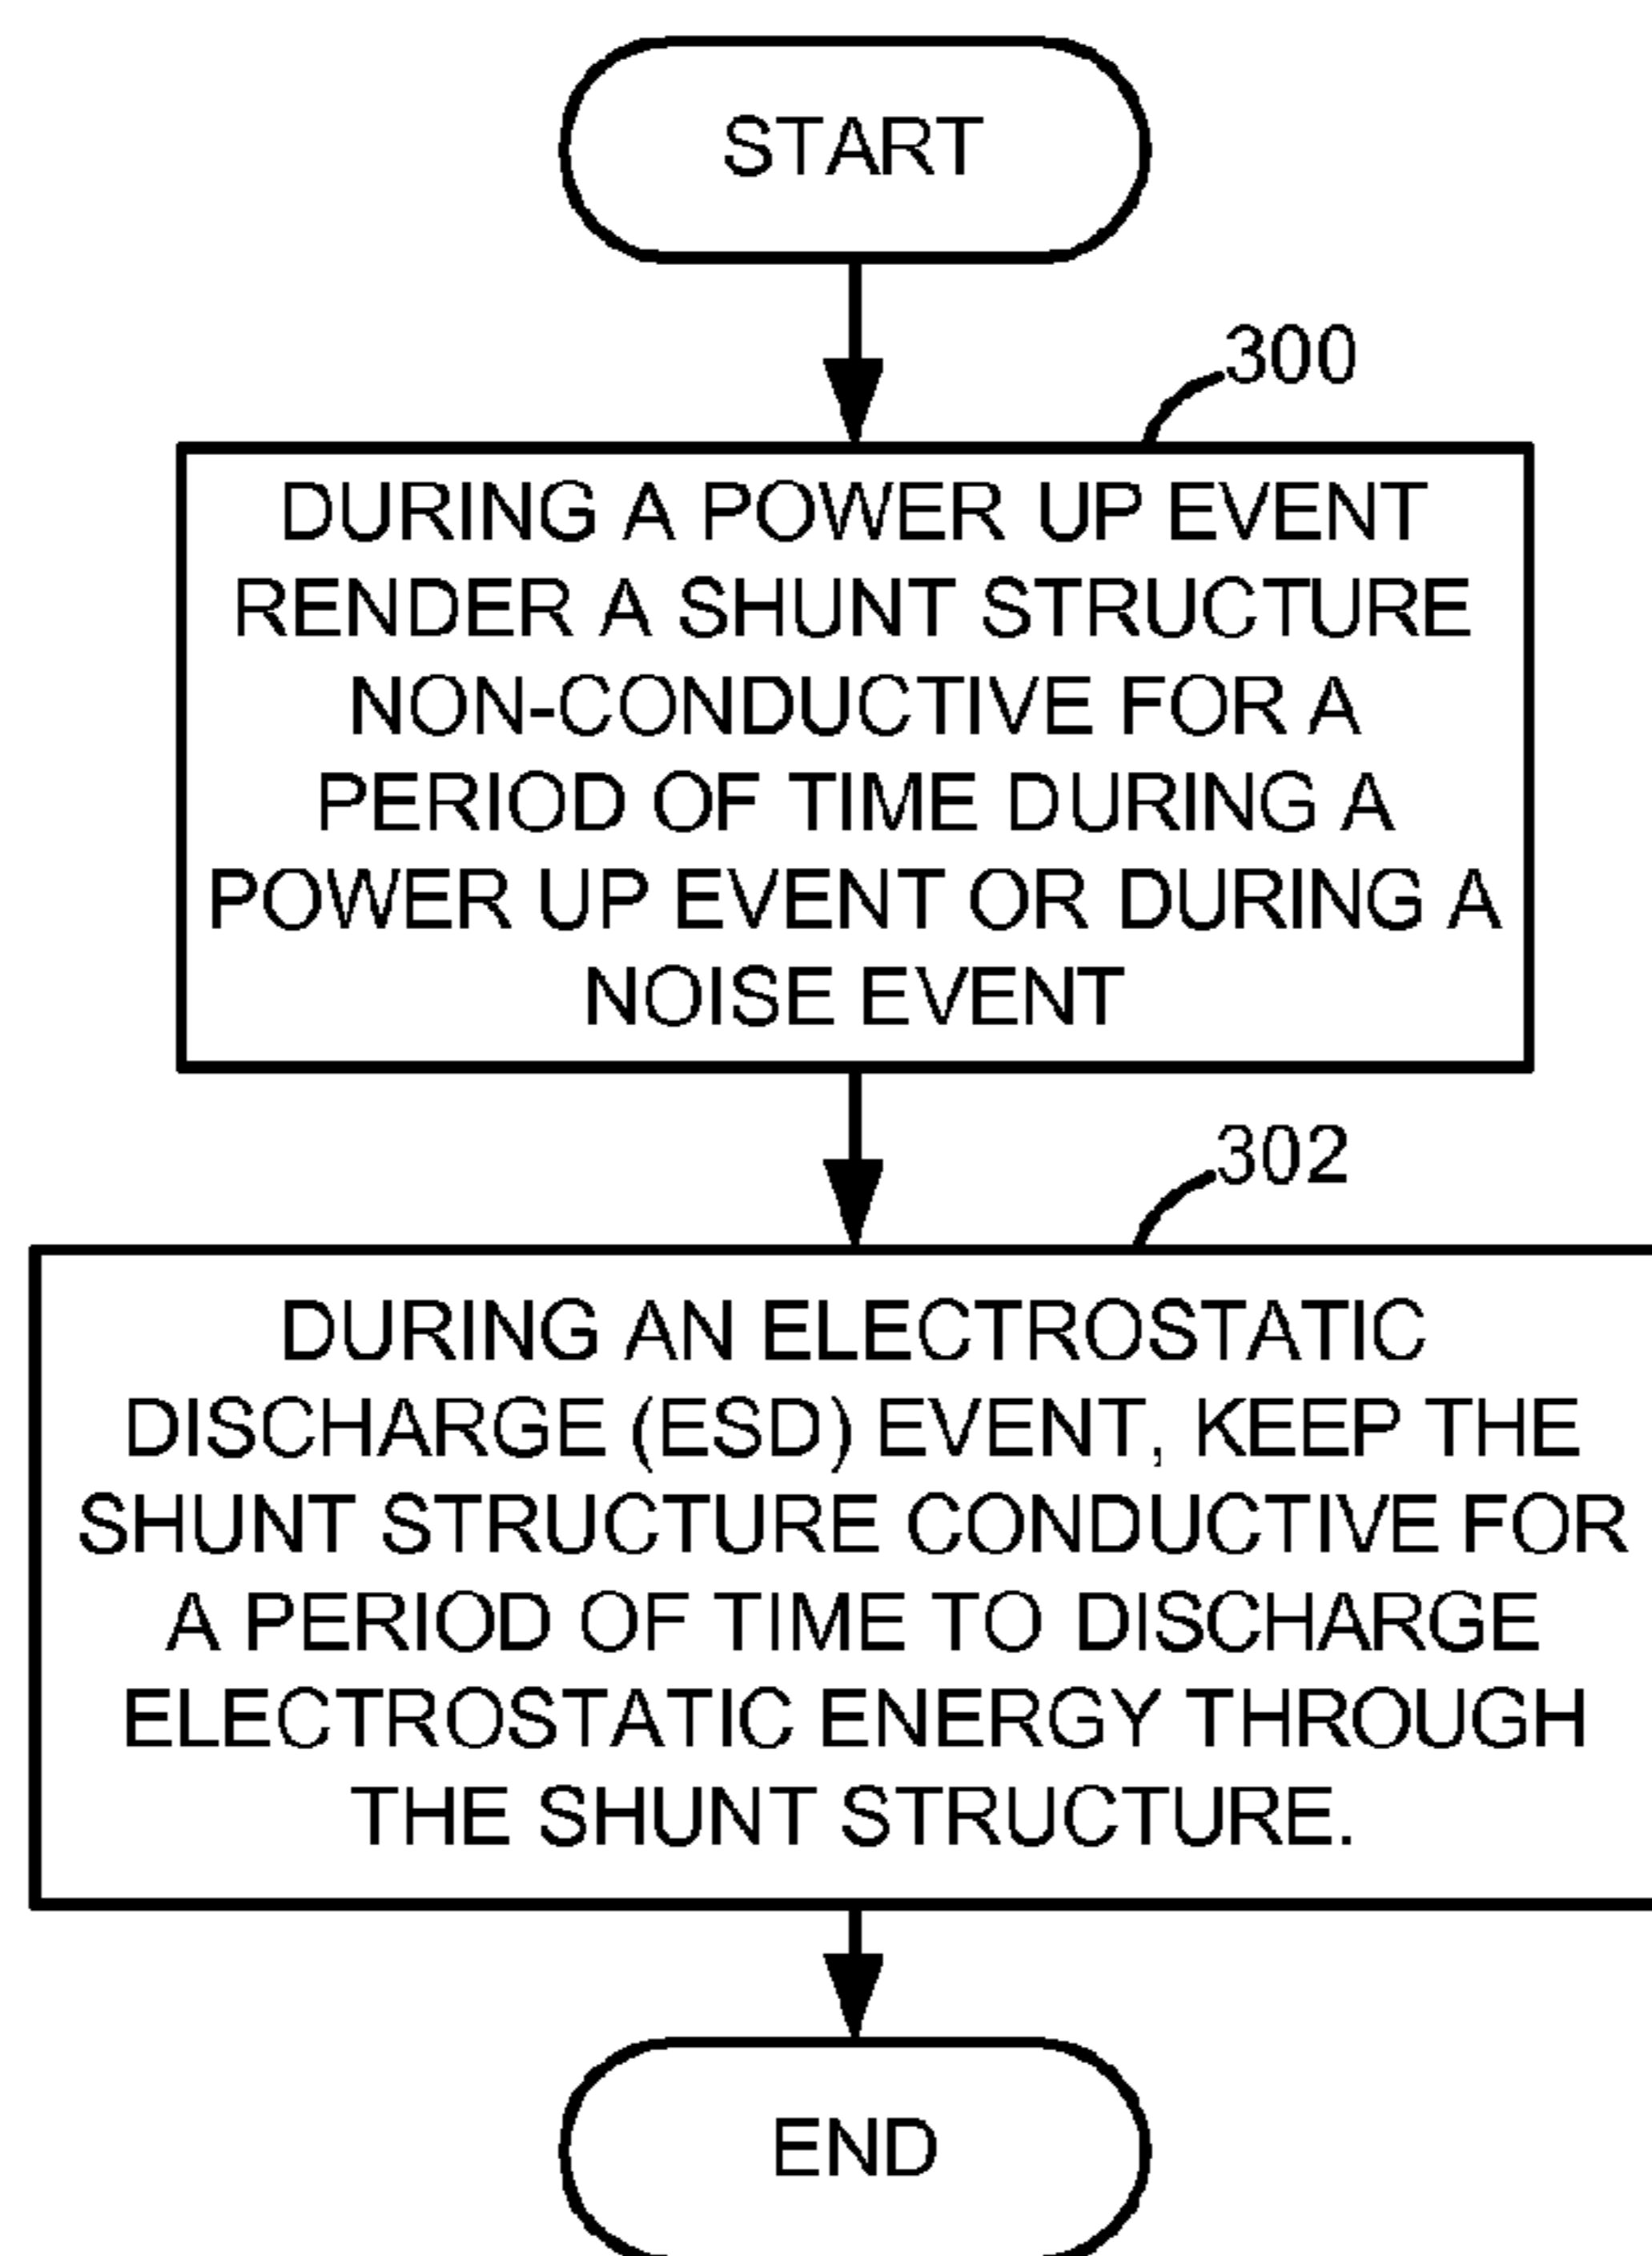 START
300
DURING A POWER UP EVENT
RENDER A SHUNT STRUCTURE
NON-CONDUCTIVE FOR A
PERIOD OF TIME DURING A
POWER UP EVENT OR DURING A
NOISE EVENT
302
DURING AN ELECTROSTATIC
DISCHARGE (ESD) EVENT, KEEP THE
SHUNT STRUCTURE CONDUCTIVE FOR
A PERIOD OF TIME TO DISCHARGE
ELECTROSTATIC ENERGY THROUGH
THE SHUNT STRUCTURE.
END